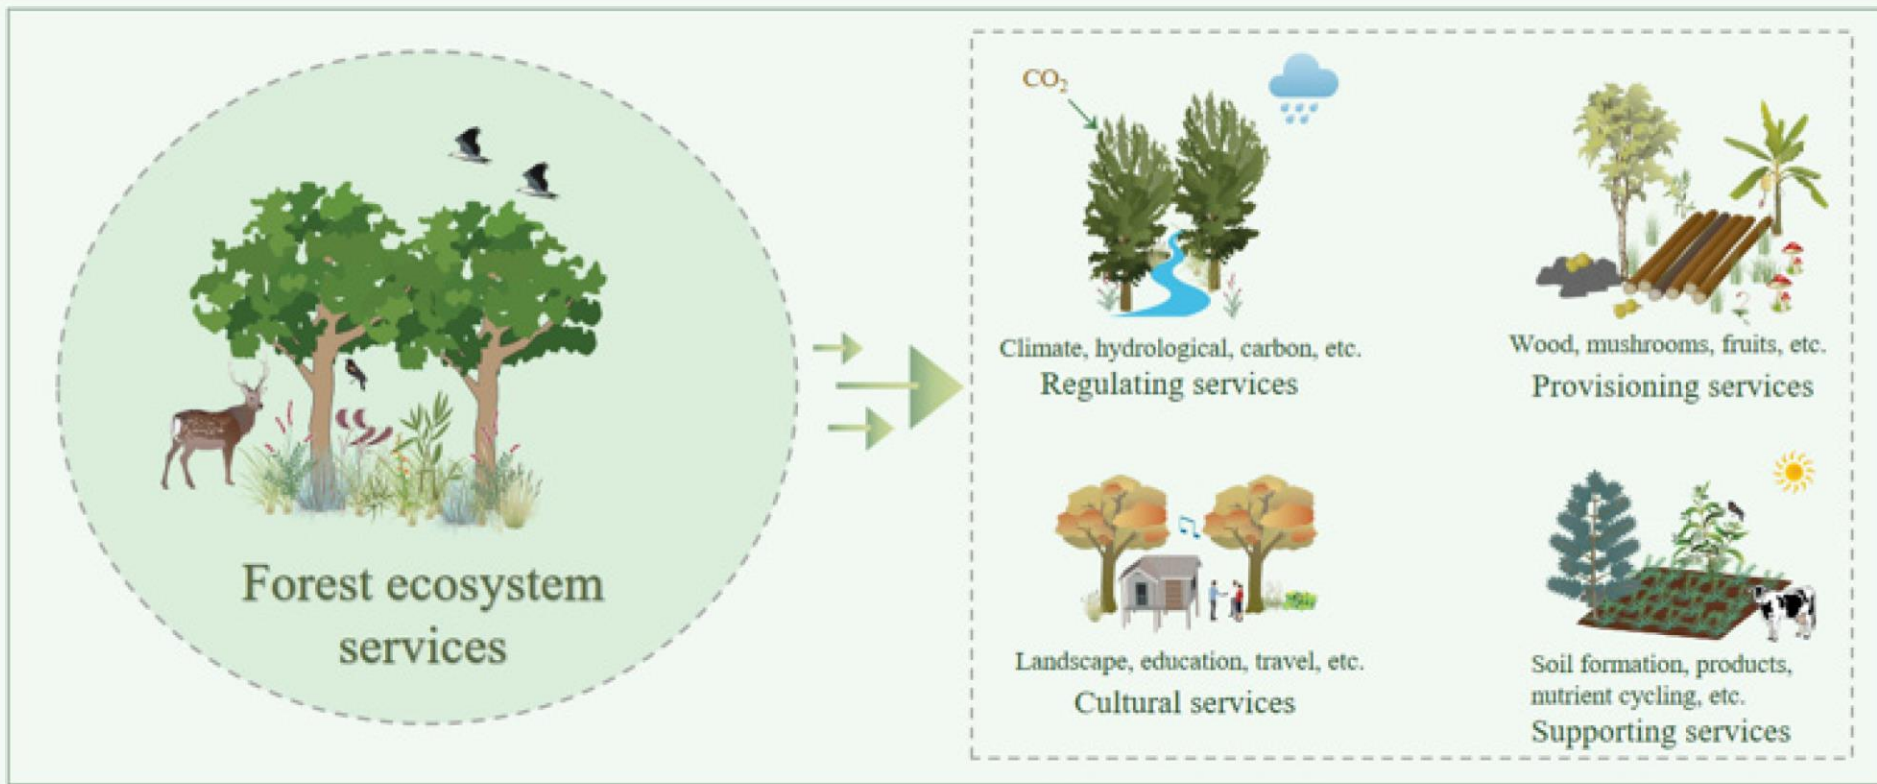 Forest ecosystem
services
CO₂
Climate, hydrological, carbon, etc.
Regulating services
Wood, mushrooms, fruits, etc.
Provisioning services
Landscape, education, travel, etc.
Cultural services
Soil formation, products,
nutrient cycling, etc.
Supporting services